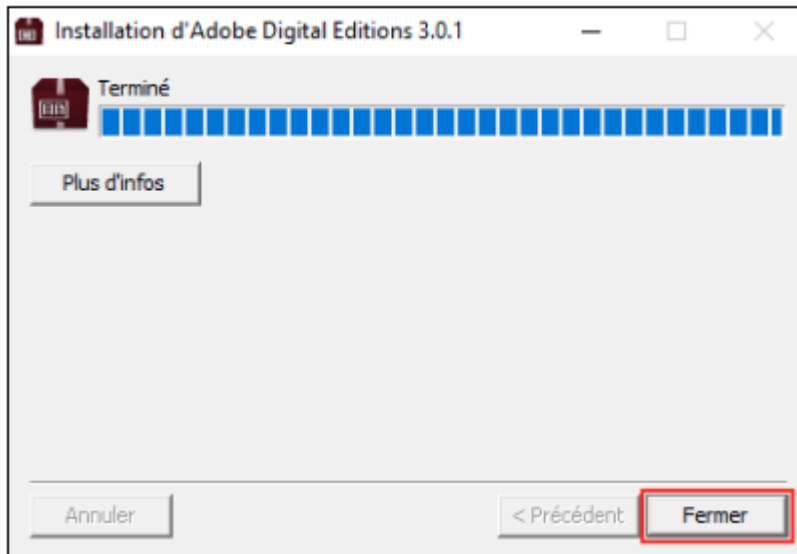 Installation d'Adobe Digital Editions 3.0.1
Terminé
Plus d'infos
Annuler
< Précédent
Fermer